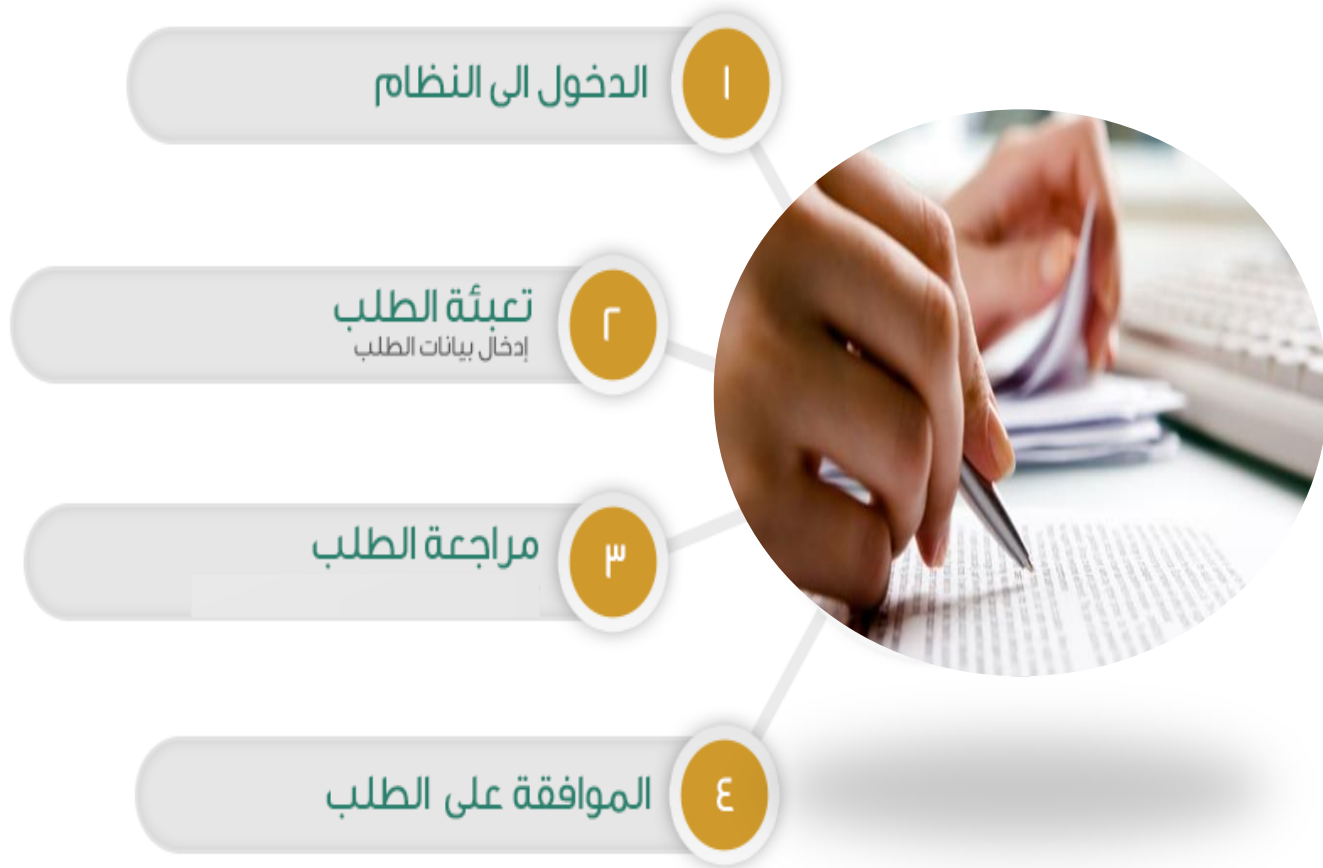 ١
الدخول الى النظام
٢
تعبئة الطلب
إدخال بيانات الطلب
٣
مراجعة الطلب
٤
الموافقة على الطلب